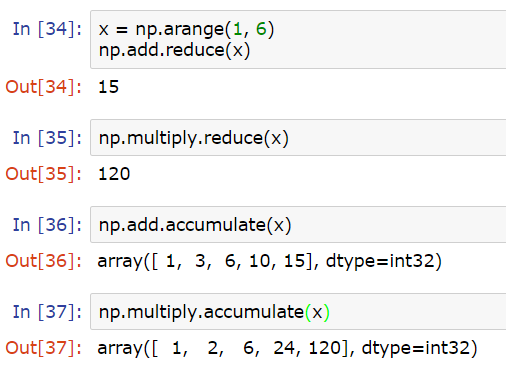 In [34]: x = np.arange(1, 6)
np.add.reduce(x)
Out[34]: 15
In [35]: np.multiply.reduce(x)
Out[35]: 120
In [36]: np.add.accumulate(x)
Out[36]: array([ 1,  3,  6, 10, 15], dtype=int32)
In [37]: np.multiply.accumulate(x)
Out[37]: array([  1,   2,   6,  24, 120], dtype=int32)